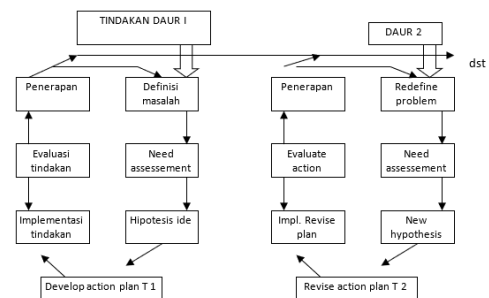 TINDAKAN DAUR I
DAUR 2
dst
Penerapan
Definisi
masalah
Penerapan
Redefine
problem
Evaluasi
tindakan
Need
assessement
Evaluate
action
Need
assessement
Implementasi
tindakan
Hipotesis ide
Impl. Revise
plan
New
hypothesis
Develop action plan T 1
Revise action plan T 2